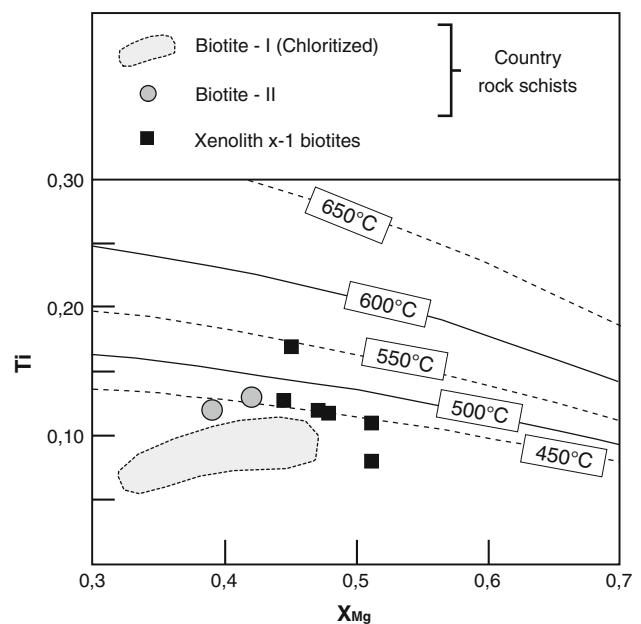 Biotite - I (Chloritized)
Biotite - II
Xenolith x-1 biotites
Country
rock schists
0,30
0,20
0,10
Ti
650°C
600°C
550°C
500°C
450°C
0,3
0,4
0,5
0,6
0,7
XMg